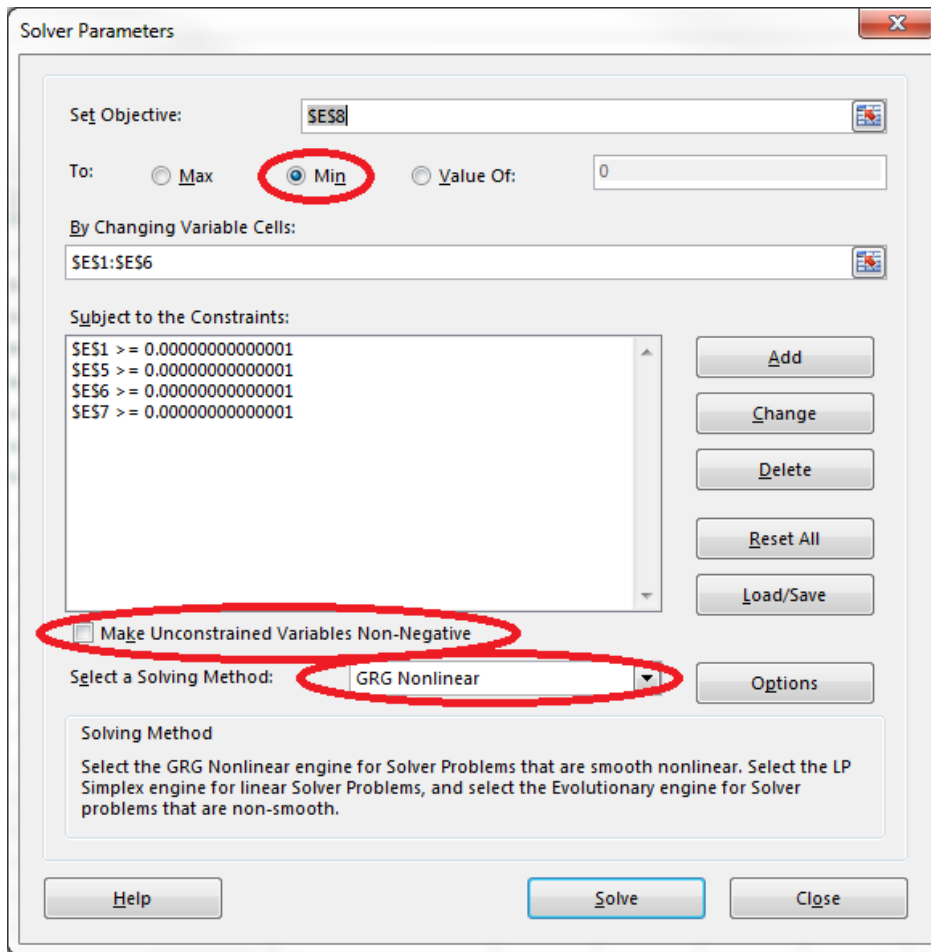 Solver Parameters
Set Objective: $E$8
To: Max Min Value Of: 0
By Changing Variable Cells:
$E$1:$E$6
Subject to the Constraints:
$E$1 >= 0.00000000000001
$E$5 >= 0.00000000000001
$E$6 >= 0.00000000000001
$E$7 >= 0.00000000000001
Add
Change
Delete
Reset All
Load/Save
Make Unconstrained Variables Non-Negative
Select a Solving Method: GRG Nonlinear Options
Solving Method
Select the GRG Nonlinear engine for Solver Problems that are smooth nonlinear. Select the LP
Simplex engine for linear Solver Problems, and select the Evolutionary engine for Solver
problems that are non-smooth.
Help Solve Close